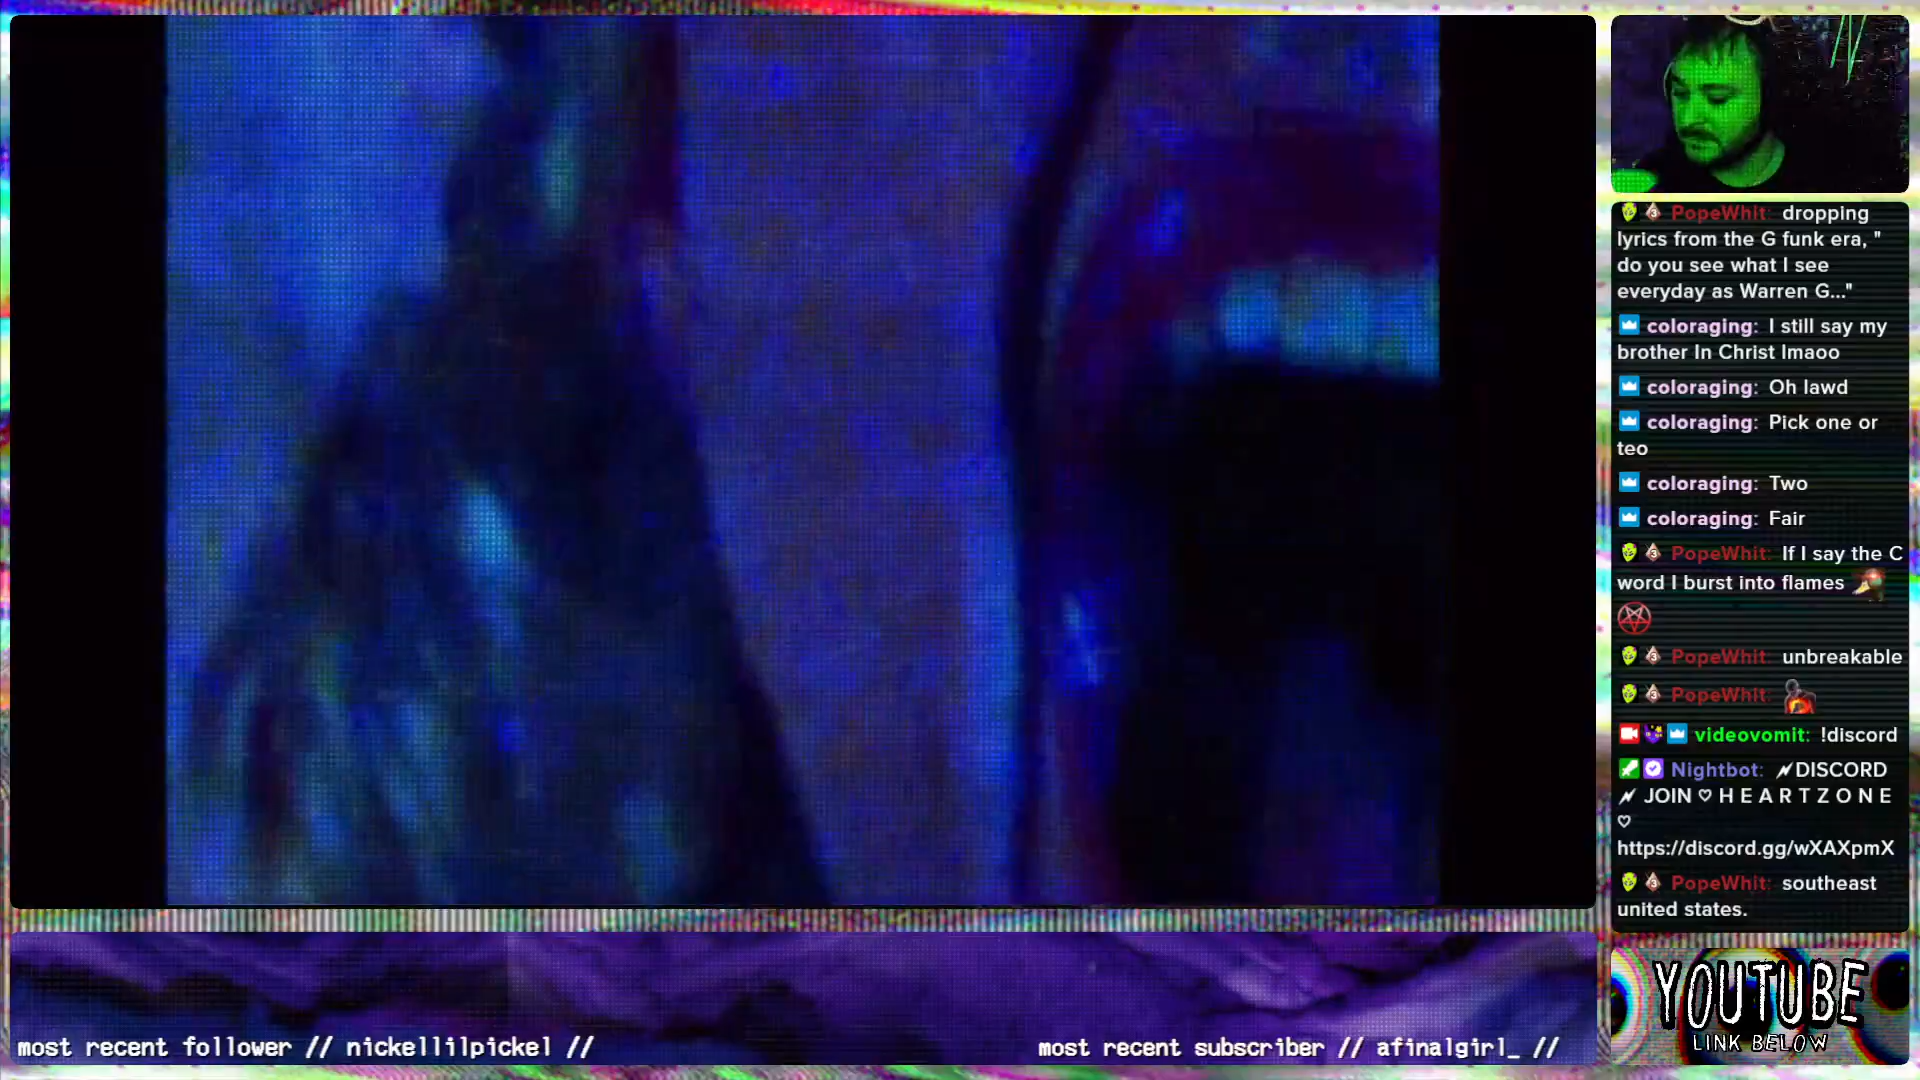 PopeWhit: dropping
lyrics from the G funk era, "
do you see what I see
everyday as Warren G..."
coloraging: I still say my
brother In Christ lmaoo
coloraging: Oh lawd
coloraging: Pick one or
teo
coloraging: Two
coloraging: Fair
PopeWhit: If I say the C
word I burst into flames
PopeWhit: unbreakable
PopeWhit:
videovomit: !discord
Nightbot: DISCORD
JOIN ♡ H E A R T Z O N E
♡
https://discord.gg/wXAXpmX
PopeWhit: southeast
united states.
YOUTUBE
LINK BELOW
most recent follower // nickellilpickel //
most recent subscriber // afinalgirl_ //